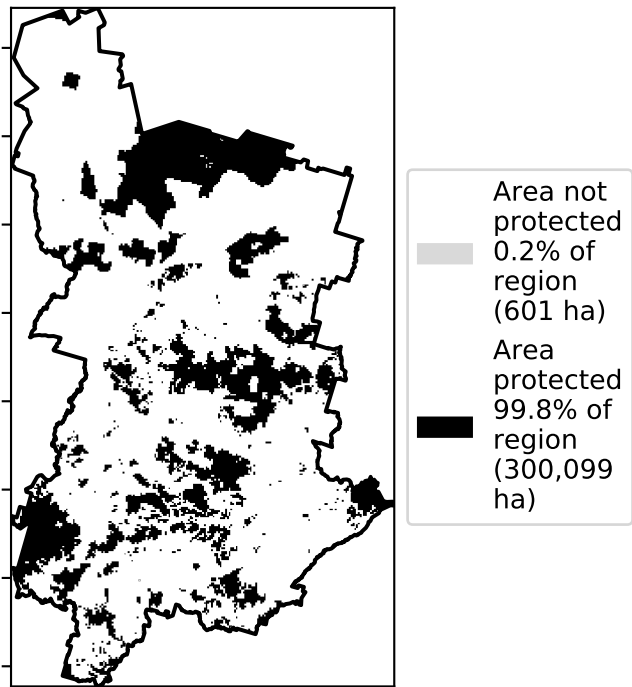 Area not
protected
0.2% of
region
(601 ha)
Area
protected
99.8% of
region
(300,099
ha)